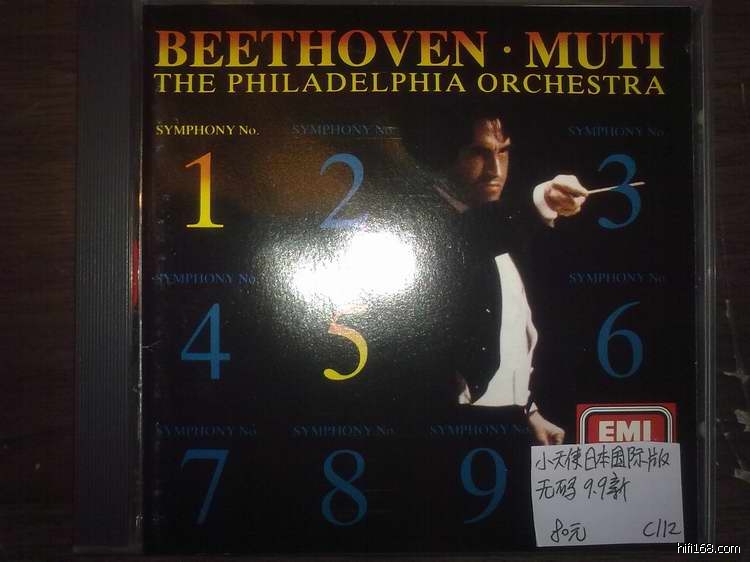 BEETHOVEN · MUTI
THE PHILADELPHIA ORCHESTRA
SYMPHONY No. SYMPHONY No. SYMPHONY No.
1 2 3
SYMPHONY No. SYMPHONY No.
4 5 6
SYMPHONY No. SYMPHONY No. SYMPHONY No.
7 8 9
EMI
小天使日本国际版
无码 9.9新
80元 C112
hifi168.com